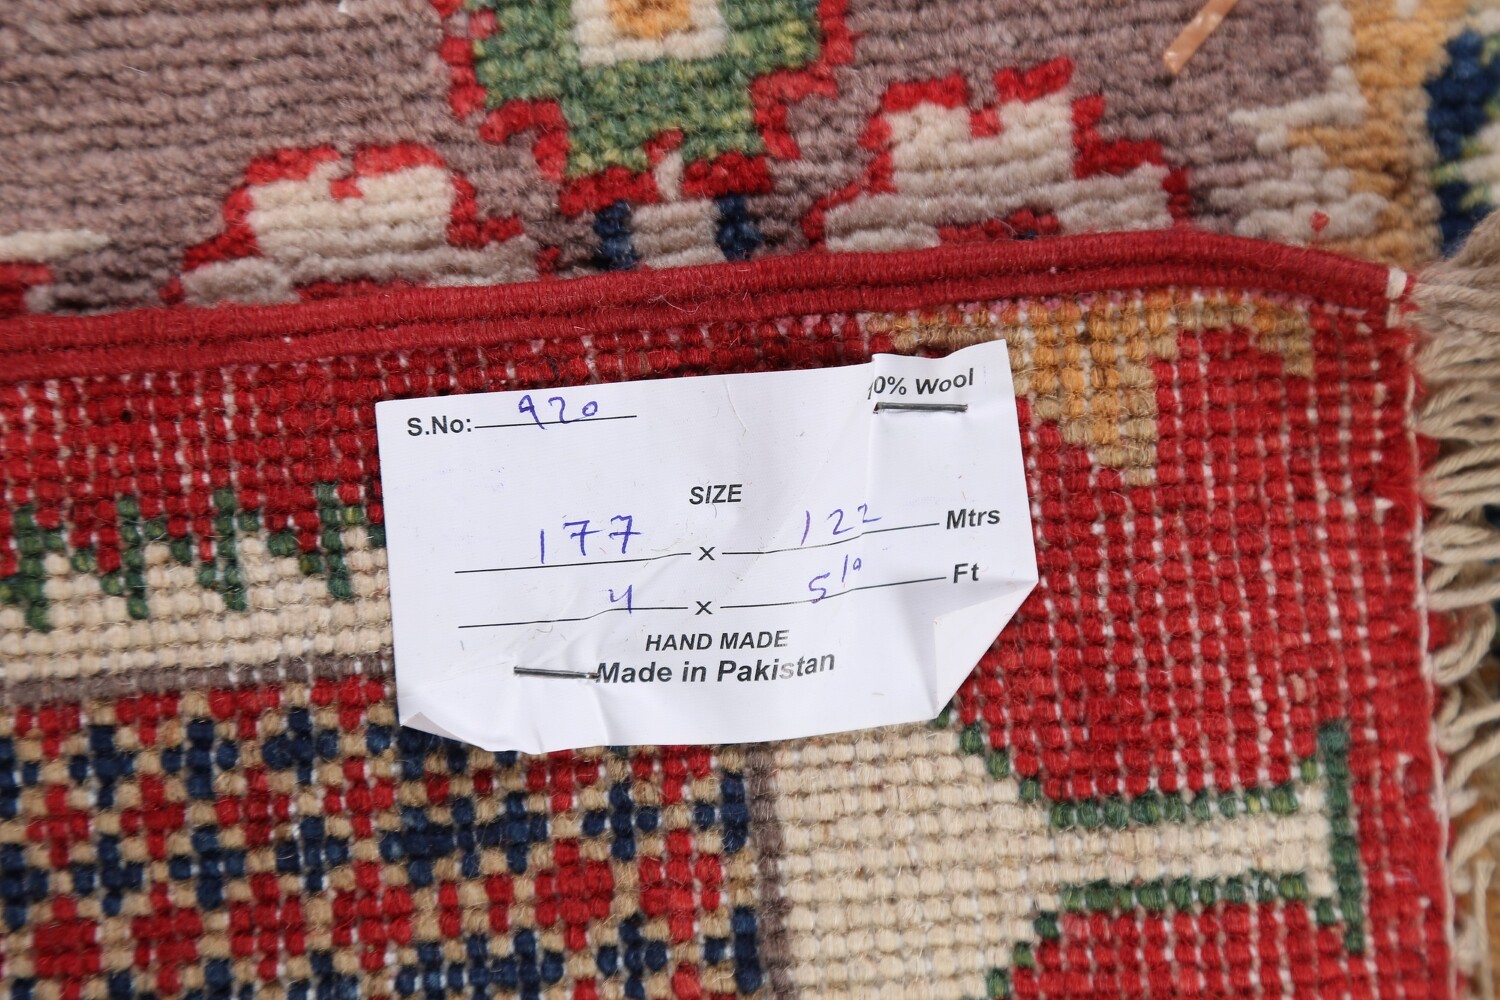 0% Wool
S.No: 920
SIZE
177 x 122 Mtrs
4 x 5'10 Ft
HAND MADE
Made in Pakistan